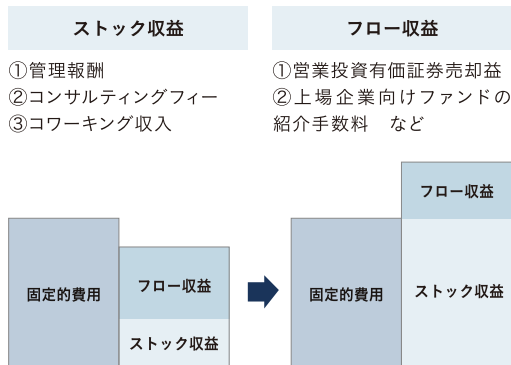 ストック収益
①管理報酬
②コンサルティングフィー
③コワーキング収入
フロー収益
①営業投資有価証券売却益
②上場企業向けファンドの
紹介手数料　など
固定的費用
フロー収益
ストック収益
固定的費用
フロー収益
ストック収益